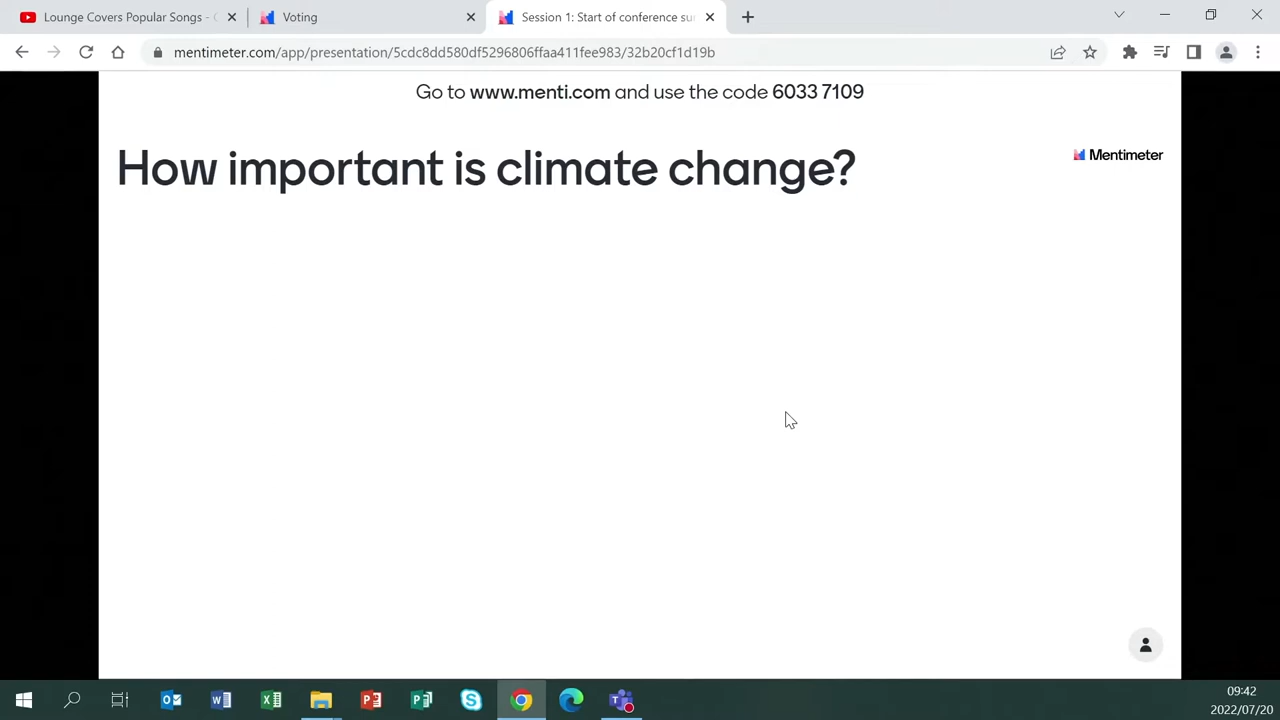 Lounge Covers Popular Songs -
Voting
Session 1: Start of conference su
mentimeter.com/app/presentation/5cdc8dd580df5296806ffaa411fee983/32b20cf1d19b
Go to www.menti.com and use the code 6033 7109
How important is climate change?
Mentimeter
09:42
2022/07/20